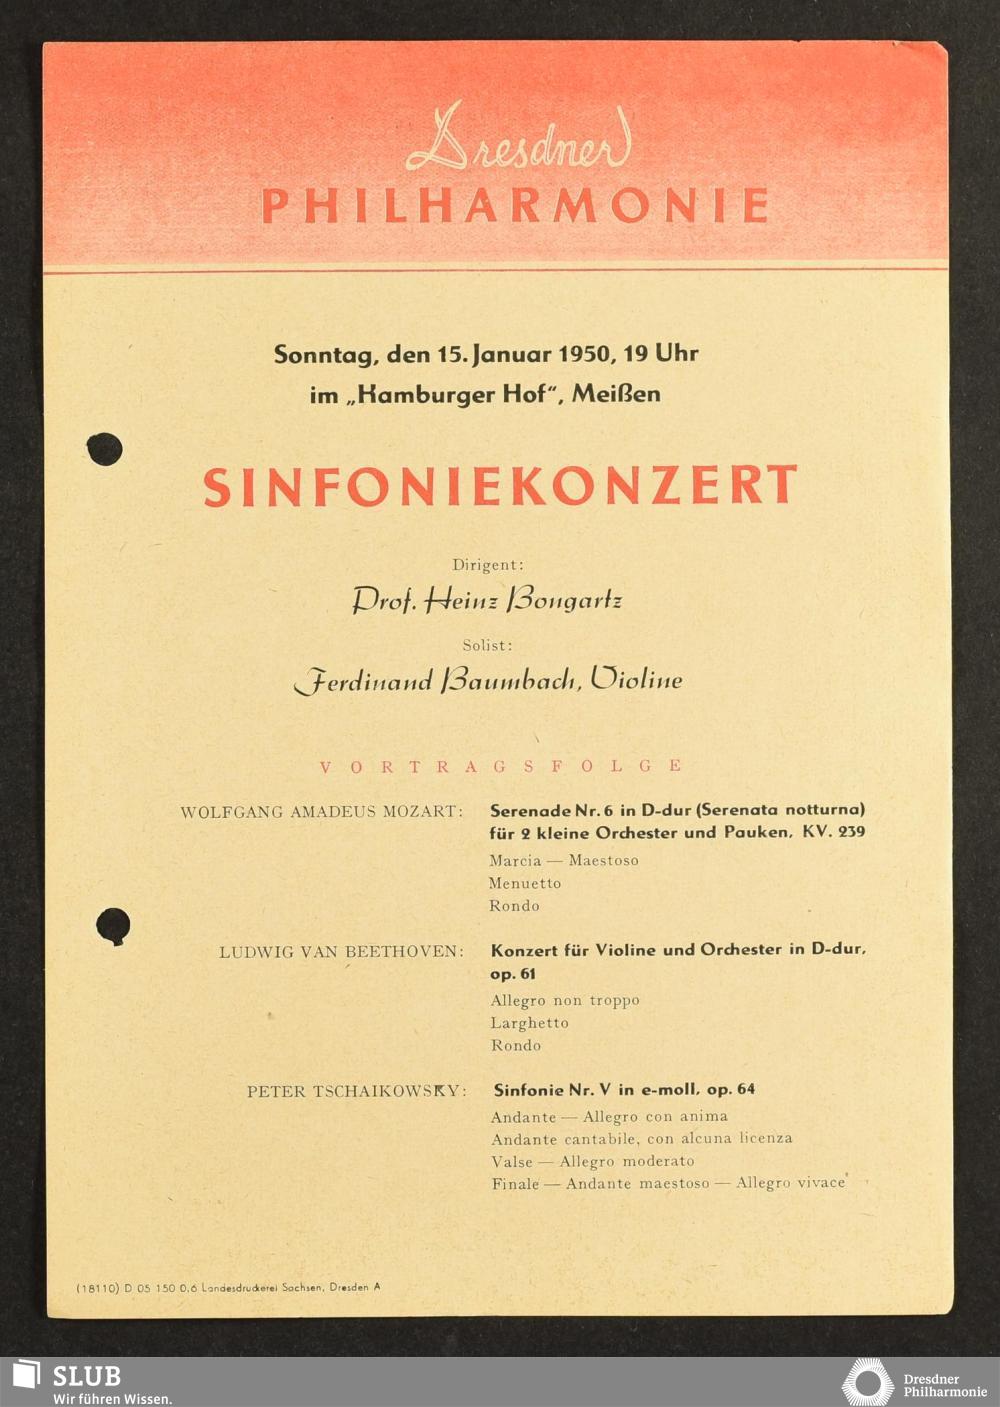 Dresdner
PHILHARMONIE
Sonntag, den 15. Januar 1950, 19 Uhr
im „Hamburger Hof“, Meißen
SINFONIEKONZERT
Dirigent:
Prof. Heinz Bongartz
Solist:
Ferdinand Baumbach, Violine
VORTRAGSFOLGE
WOLFGANG AMADEUS MOZART: Serenade Nr. 6 in D-dur (Serenata notturna)
für 2 kleine Orchester und Pauken, KV. 239
Marcia — Maestoso
Menuetto
Rondo
LUDWIG VAN BEETHOVEN: Konzert für Violine und Orchester in D-dur,
op. 61
Allegro non troppo
Larghetto
Rondo
PETER TSCHAIKOWSKY: Sinfonie Nr. V in e-moll, op. 64
Andante — Allegro con anima
Andante cantabile, con alcuna licenza
Valse — Allegro moderato
Finale — Andante maestoso — Allegro vivace
(18110) D 05 150 0,6 Landesdruckerei Sachsen, Dresden A
SLUB
Wir führen Wissen.
Dresdner
Philharmonie